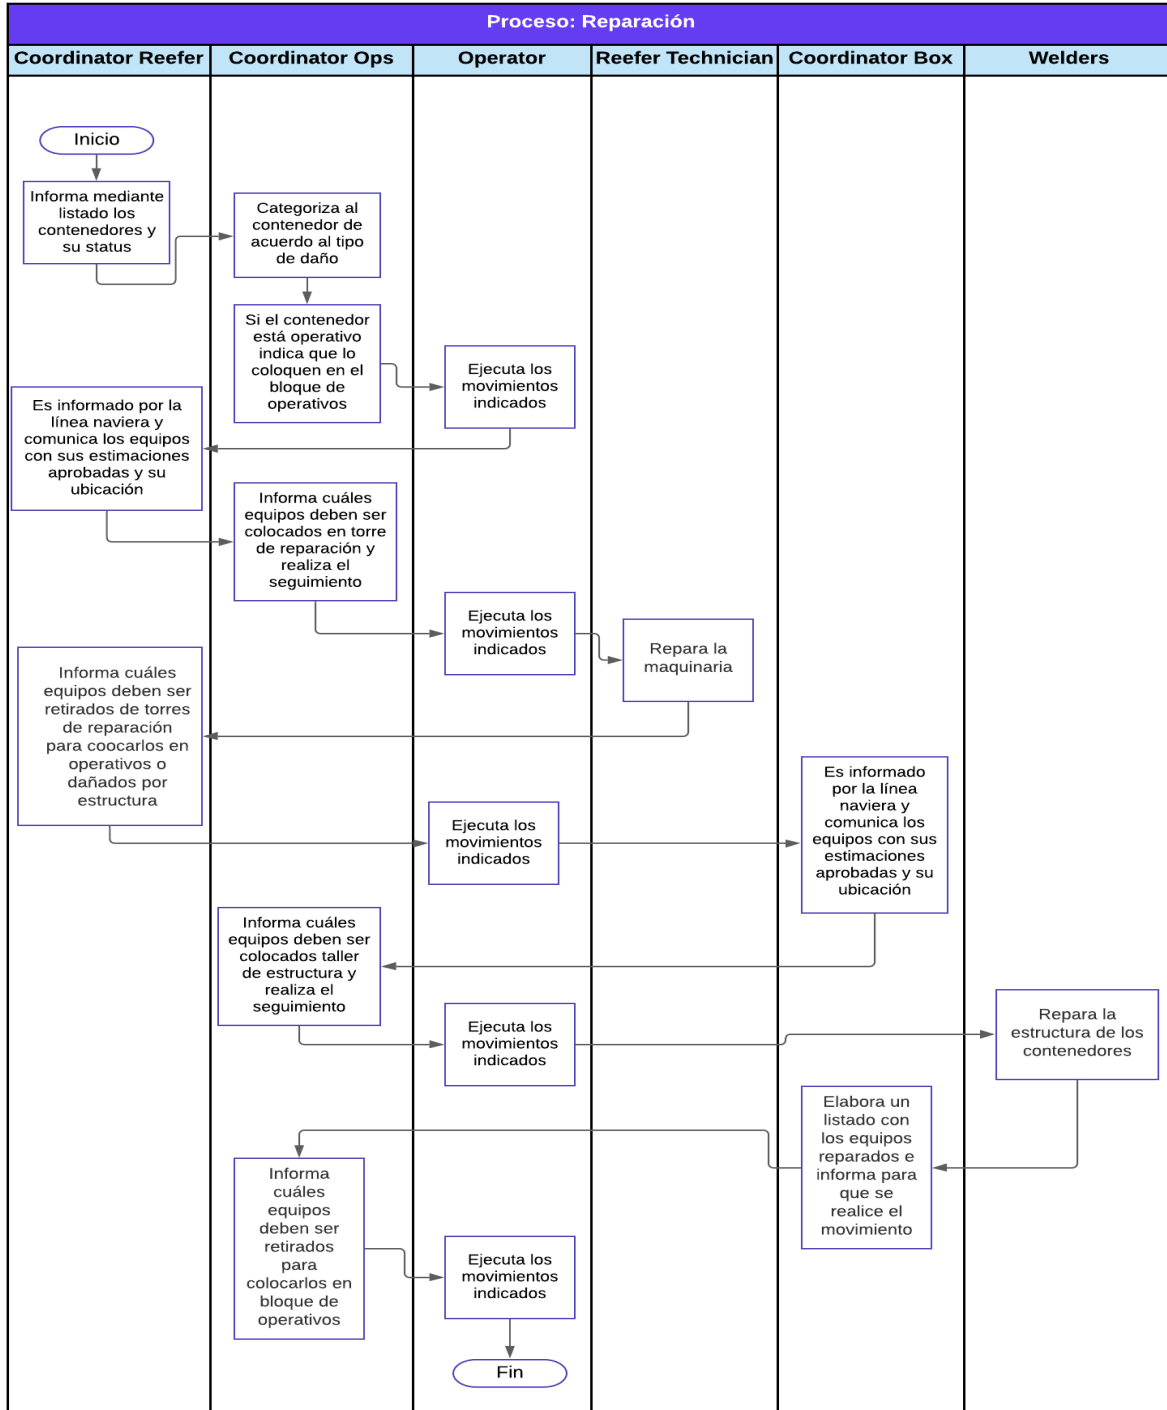 Proceso: Reparación
Coordinator Reefer
Coordinator Ops
Operator
Reefer Technician
Coordinator Box
Welders
Inicio
Informa mediante
listado los
contenedores y
su status
Categoriza al
contenedor de
acuerdo al tipo
de daño
Si el contenedor
está operativo
indica que lo
coloquen en el
bloque de
operativos
Ejecuta los
movimientos
indicados
Es informado por la
línea naviera y
comunica los equipos
con sus estimaciones
aprobadas y su
ubicación
Informa cuáles
equipos deben ser
colocados en torre
de reparación y
realiza el
seguimiento
Ejecuta los
movimientos
indicados
Repara la
maquinaria
Informa cuáles
equipos deben ser
retirados de torres
de reparación
para coocarlos en
operativos o
dañados por
estructura
Ejecuta los
movimientos
indicados
Es informado
por la línea
naviera y
comunica los
equipos con sus
estimaciones
aprobadas y su
ubicación
Informa cuáles
equipos deben ser
colocados taller
de estructura y
realiza el
seguimiento
Ejecuta los
movimientos
indicados
Repara la
estructura de los
contenedores
Elabora un
listado con
los equipos
reparados e
informa para
que se
realice el
movimiento
Informa
cuáles
equipos
deben ser
retirados
para
colocarlos en
bloque de
operativos
Ejecuta los
movimientos
indicados
Fin